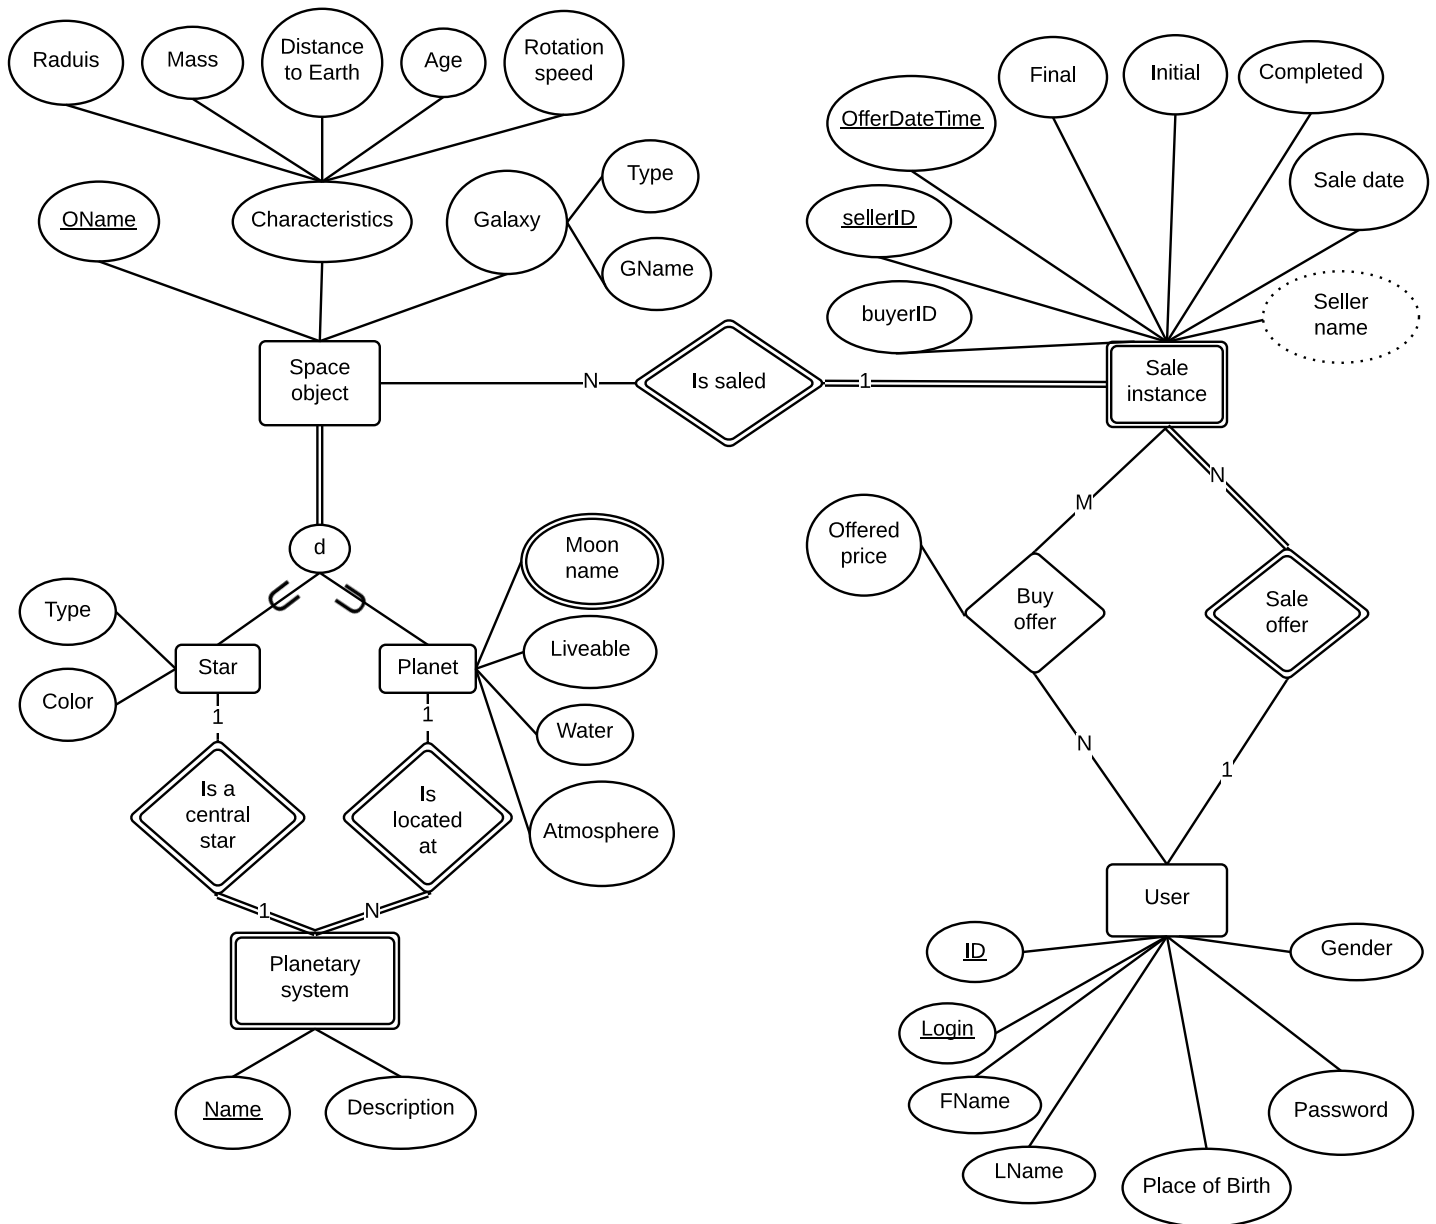 Raduis
Mass
Distance
to Earth
Age
Rotation
speed
OName
Characteristics
Galaxy
Type
GName
OfferDateTime
Final
Initial
Completed
Sale date
sellerID
buyerID
Seller
name
Space
object
N
Is saled
1
Sale
instance
d
Moon
name
Type
Color
Star
Planet
Liveable
Water
Atmosphere
1
1
Is a
central
star
Is
located
at
1
N
Planetary
system
Name
Description
M
N
Offered
price
Buy
offer
Sale
offer
N
1
User
ID
Gender
Login
FName
LName
Place of Birth
Password